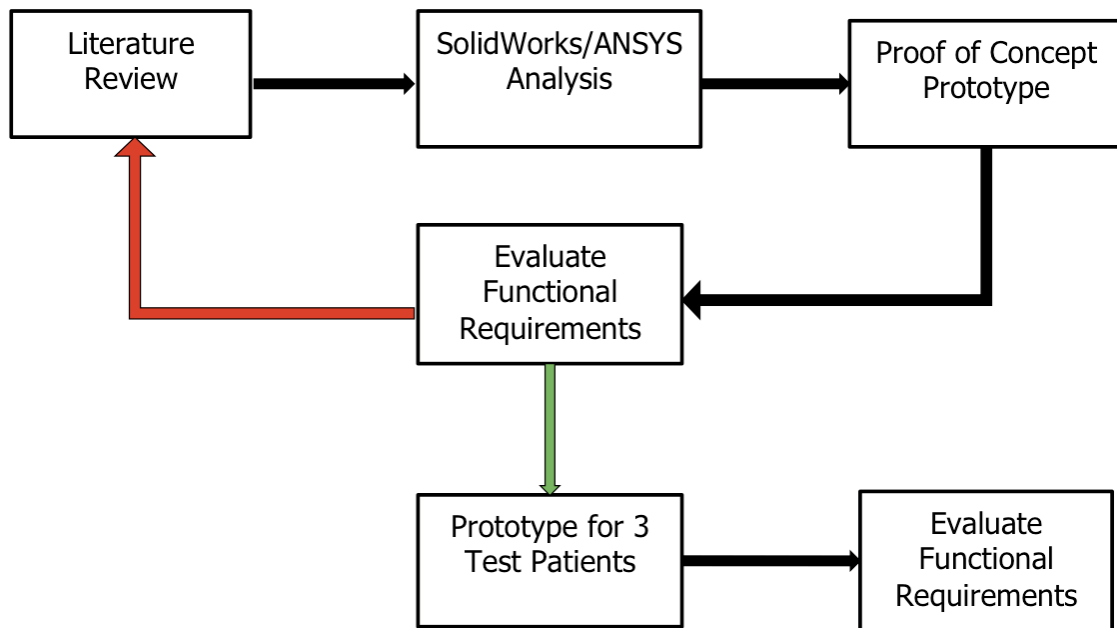 Literature
Review
SolidWorks/ANSYS
Analysis
Proof of Concept
Prototype
Evaluate
Functional
Requirements
Prototype for 3
Test Patients
Evaluate
Functional
Requirements